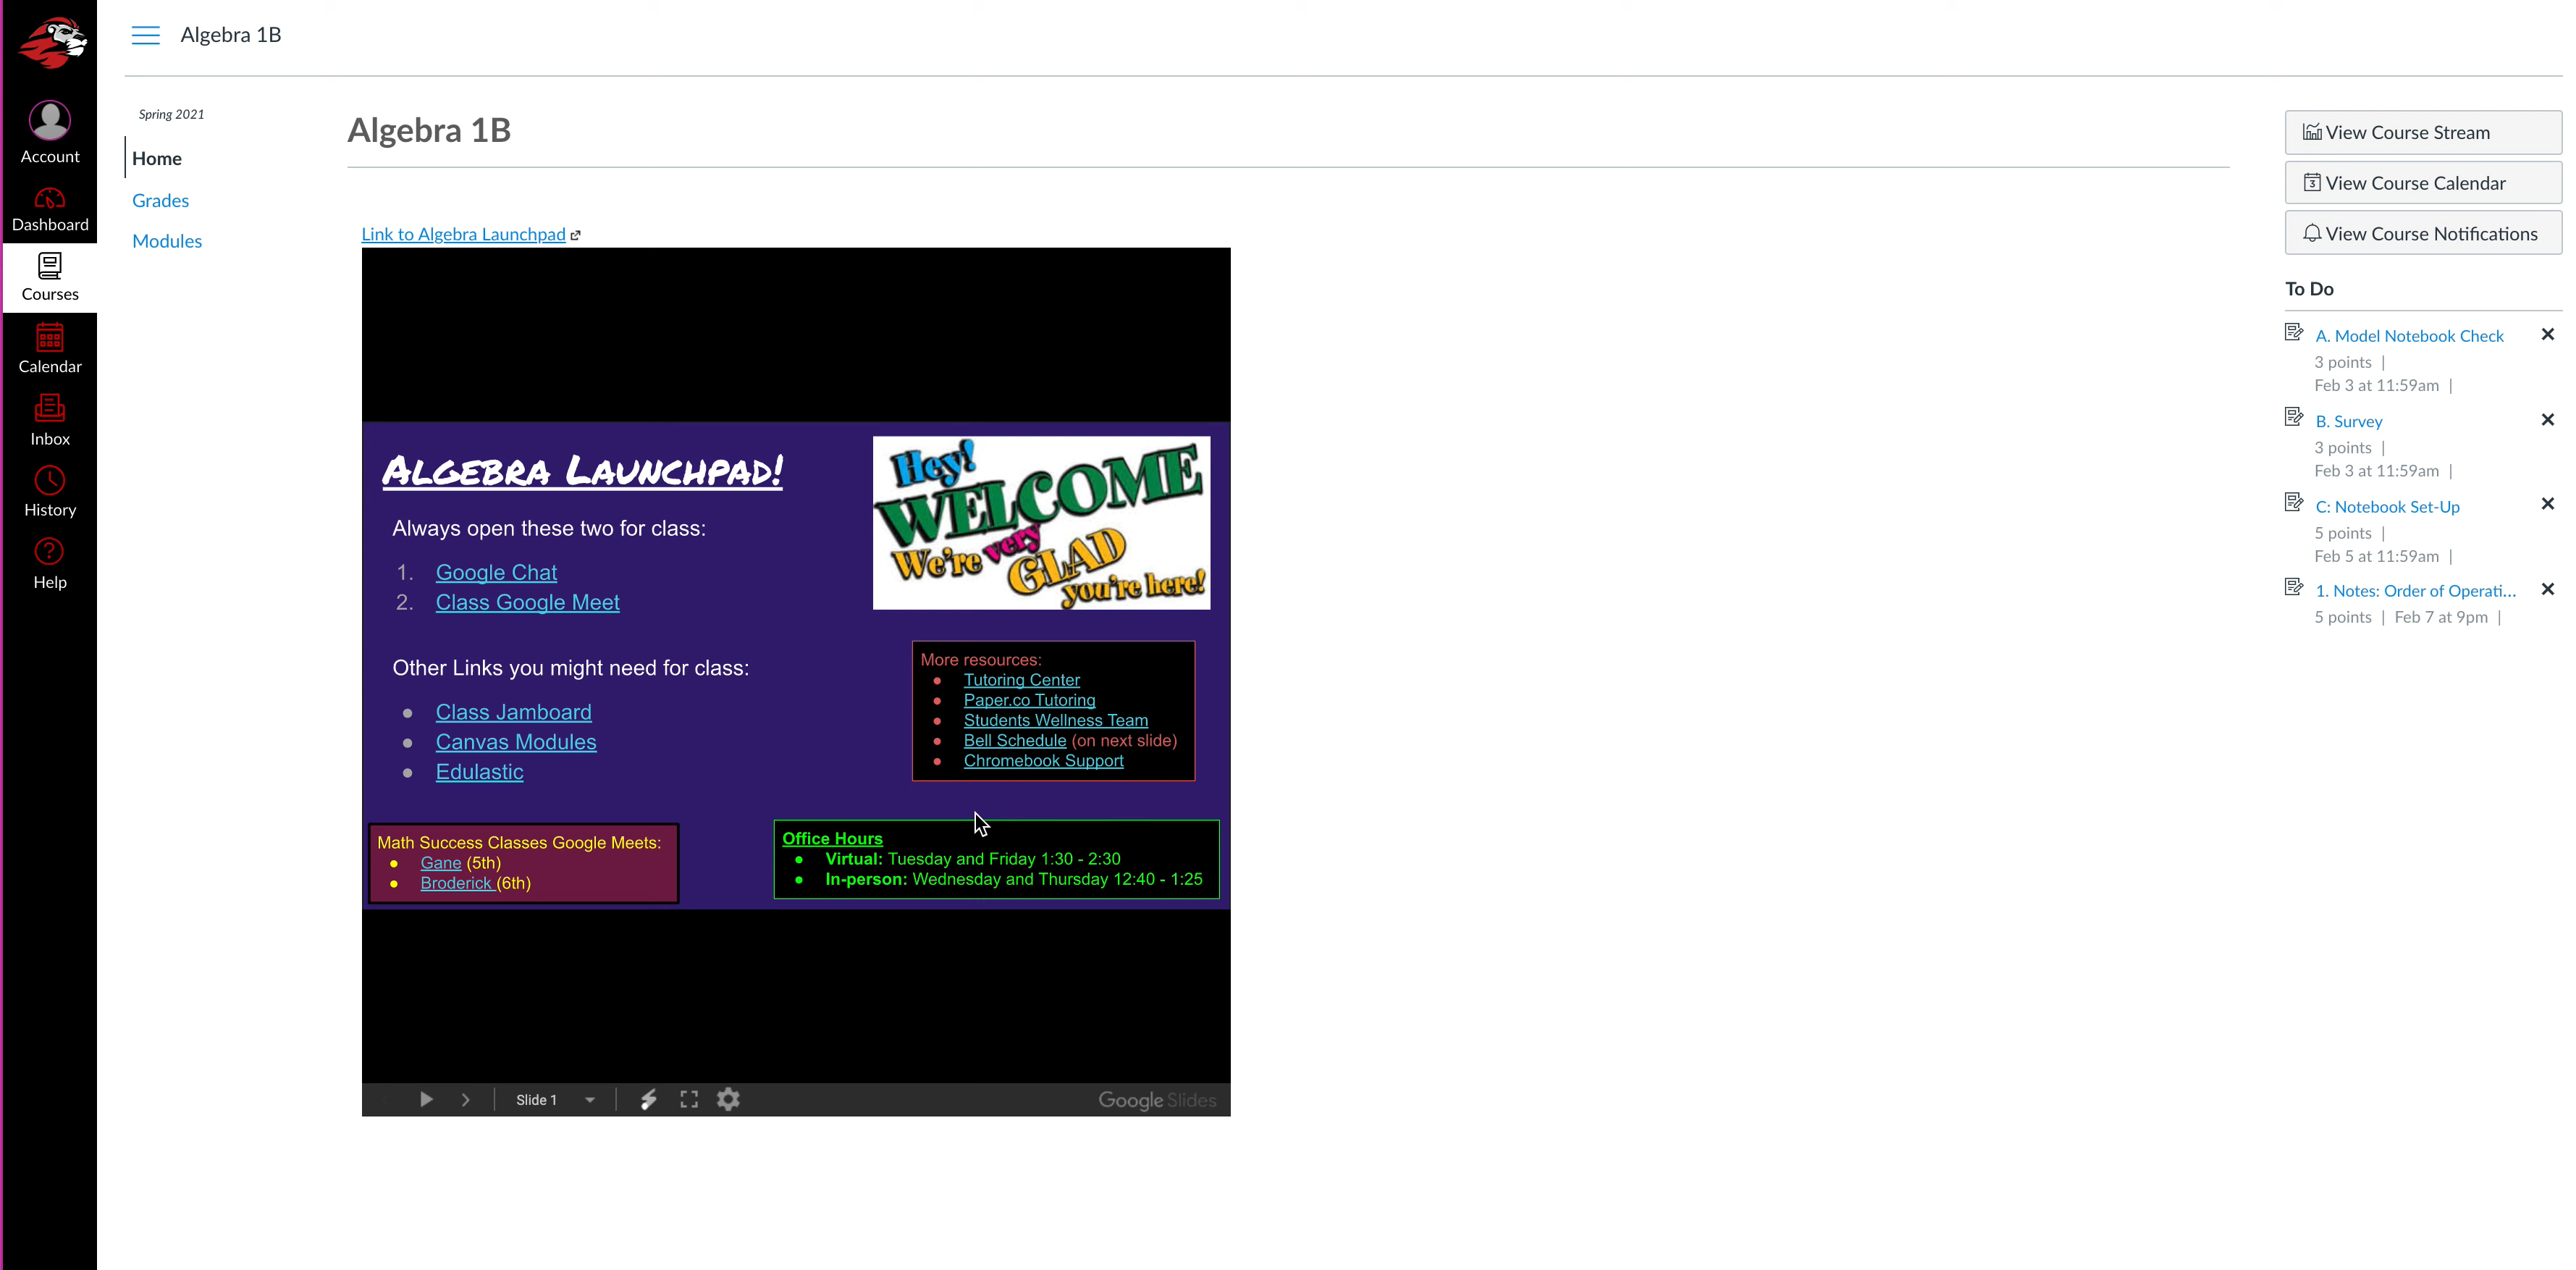 Algebra 1B
Account
Dashboard
Courses
Calendar
Inbox
History
Help
Spring 2021
Home
Grades
Modules
Algebra 1B
Link to Algebra Launchpad
ALGEBRA LAUNCHPAD!
Always open these two for class:
1. Google Chat
2. Class Google Meet
Other Links you might need for class:
● Class Jamboard
● Canvas Modules
● Edulastic
Hey!
WELCOME
We're very
GLAD
you're here!
More resources:
● Tutoring Center
● Paper.co Tutoring
● Students Wellness Team
● Bell Schedule (on next slide)
● Chromebook Support
Math Success Classes Google Meets:
● Gane (5th)
● Broderick (6th)
Office Hours
● Virtual: Tuesday and Friday 1:30 - 2:30
● In-person: Wednesday and Thursday 12:40 - 1:25
Slide 1
Google Slides
View Course Stream
3 View Course Calendar
View Course Notifications
To Do
A. Model Notebook Check
3 points |
Feb 3 at 11:59am |
B. Survey
3 points |
Feb 3 at 11:59am |
C: Notebook Set-Up
5 points |
Feb 5 at 11:59am |
1. Notes: Order of Operati...
5 points | Feb 7 at 9pm |